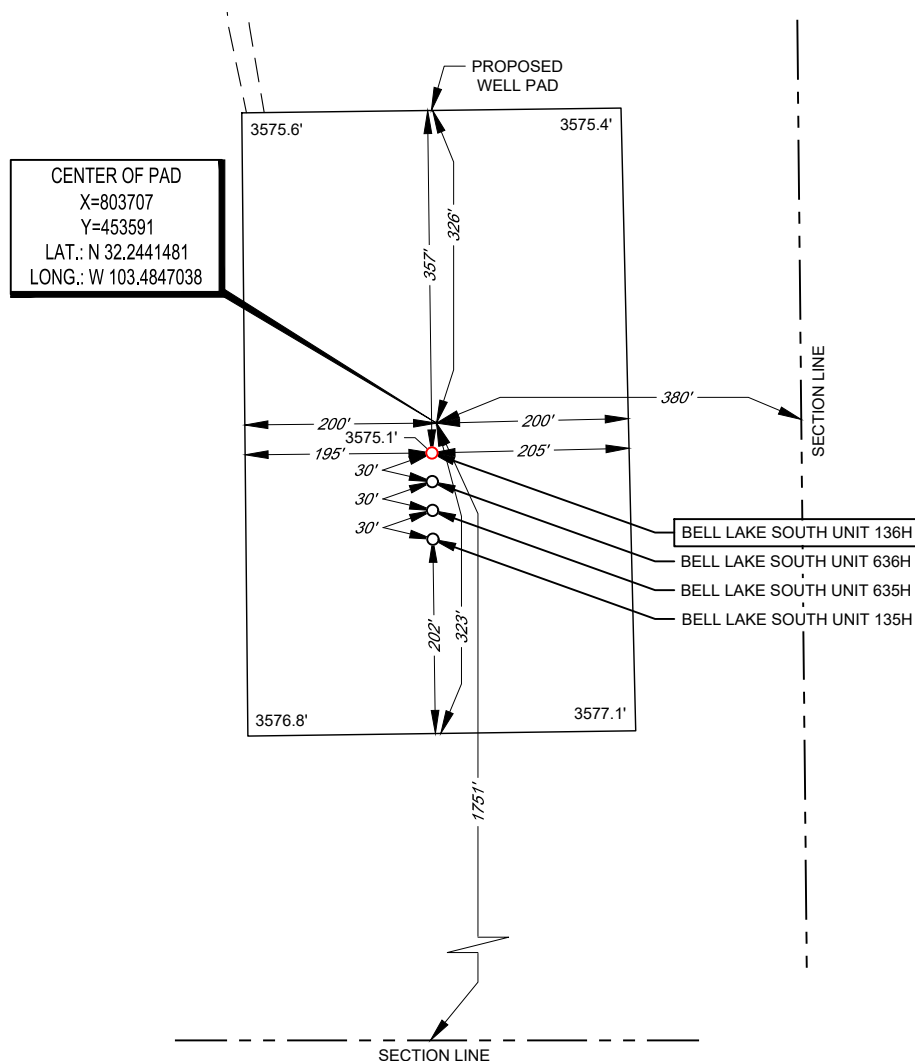 PROPOSED
WELL PAD
3575.6'
3575.4'
CENTER OF PAD
X=803707
Y=453591
LAT.: N 32.2441481
LONG.: W 103.4847038
326'
357'
SECTION LINE
380'
200'
200'
3575.1'
195'
205'
30'
30'
30'
BELL LAKE SOUTH UNIT 136H
BELL LAKE SOUTH UNIT 636H
BELL LAKE SOUTH UNIT 635H
BELL LAKE SOUTH UNIT 135H
202'
323'
3576.8'
3577.1'
1751'
SECTION LINE